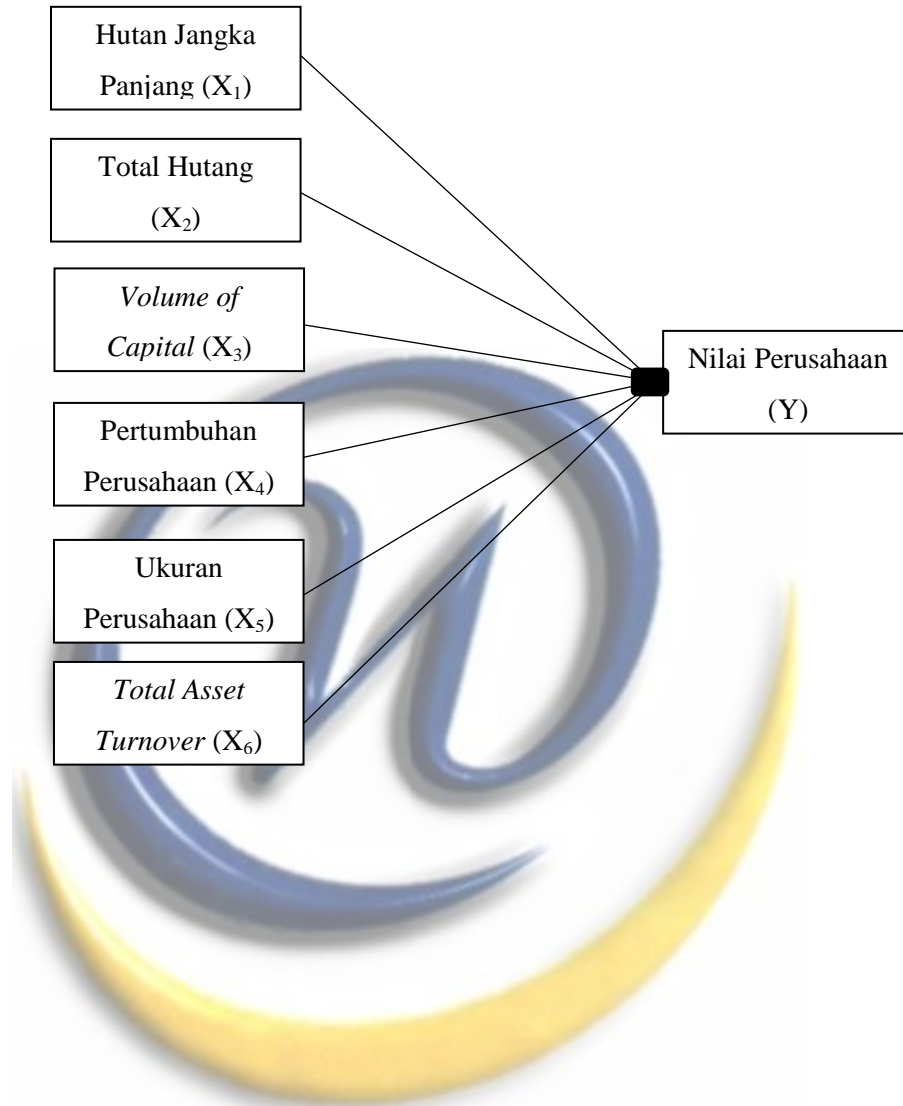 Hutan Jangka
Panjang (X₁)
Total Hutang
(X₂)
Volume of
Capital (X₃)
Pertumbuhan
Perusahaan (X₄)
Ukuran
Perusahaan (X₅)
Total Asset
Turnover (X₆)
Nilai Perusahaan
(Y)